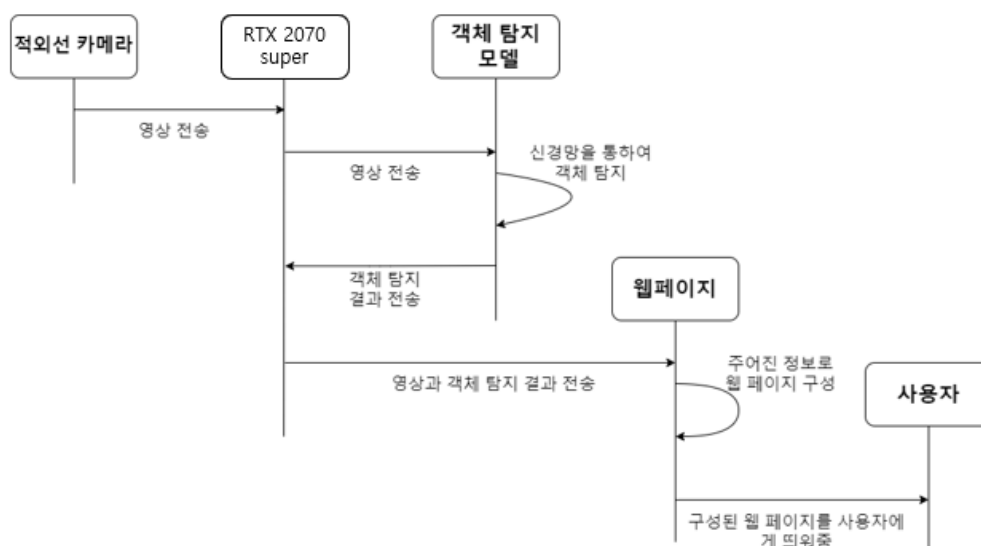 적외선 카메라
RTX 2070
super
객체 탐지
모델
영상 전송
영상 전송
신경망을 통하여
객체 탐지
객체 탐지
결과 전송
웹페이지
영상과 객체 탐지 결과 전송
주어진 정보로
웹 페이지 구성
사용자
구성된 웹 페이지를 사용자에
게 띄워줌